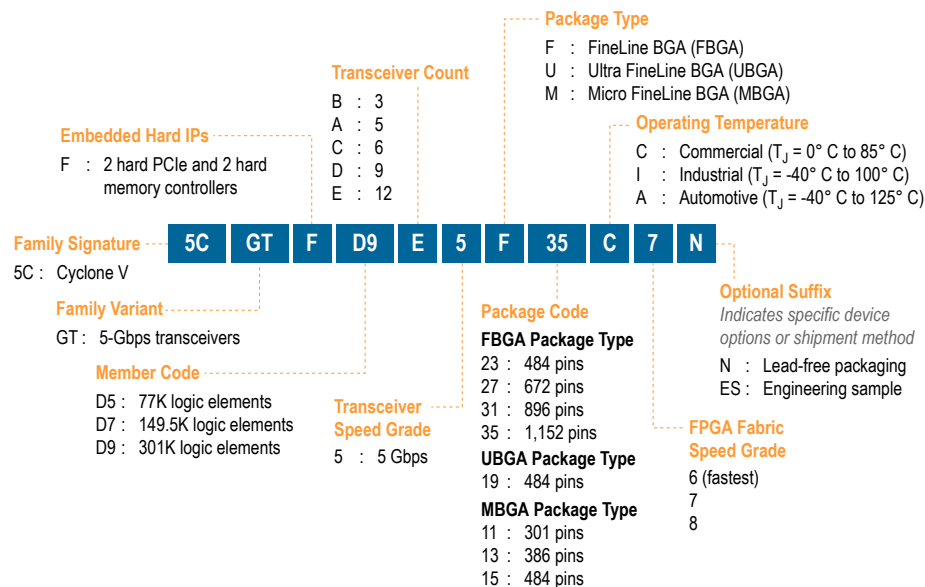 Package Type
F : FineLine BGA (FBGA)
U : Ultra FineLine BGA (UBGA)
M : Micro FineLine BGA (MBGA)
Transceiver Count
B : 3
A : 5
C : 6
D : 9
E : 12
Embedded Hard IPs
F : 2 hard PCIe and 2 hard
memory controllers
Operating Temperature
C : Commercial (TJ = 0° C to 85° C)
I : Industrial (TJ = -40° C to 100° C)
A : Automotive (TJ = -40° C to 125° C)
Family Signature
5C : Cyclone V
5C GT F D9 E 5 F 35 C 7 N
Family Variant
GT : 5-Gbps transceivers
Member Code
D5 : 77K logic elements
D7 : 149.5K logic elements
D9 : 301K logic elements
Transceiver
Speed Grade
5 : 5 Gbps
Package Code
FBGA Package Type
23 : 484 pins
27 : 672 pins
31 : 896 pins
35 : 1,152 pins
UBGA Package Type
19 : 484 pins
MBGA Package Type
11 : 301 pins
13 : 386 pins
15 : 484 pins
FPGA Fabric
Speed Grade
6 (fastest)
7
8
Optional Suffix
Indicates specific device
options or shipment method
N : Lead-free packaging
ES : Engineering sample